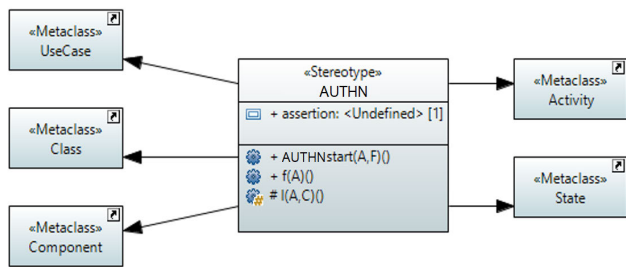 «Metaclass»
UseCase
«Metaclass»
Class
«Metaclass»
Component
«Stereotype»
AUTHN
+ assertion: <Undefined> [1]
+ AUTHNstart(A,F)()
+ f(A)()
# l(A,C)()
«Metaclass»
Activity
«Metaclass»
State